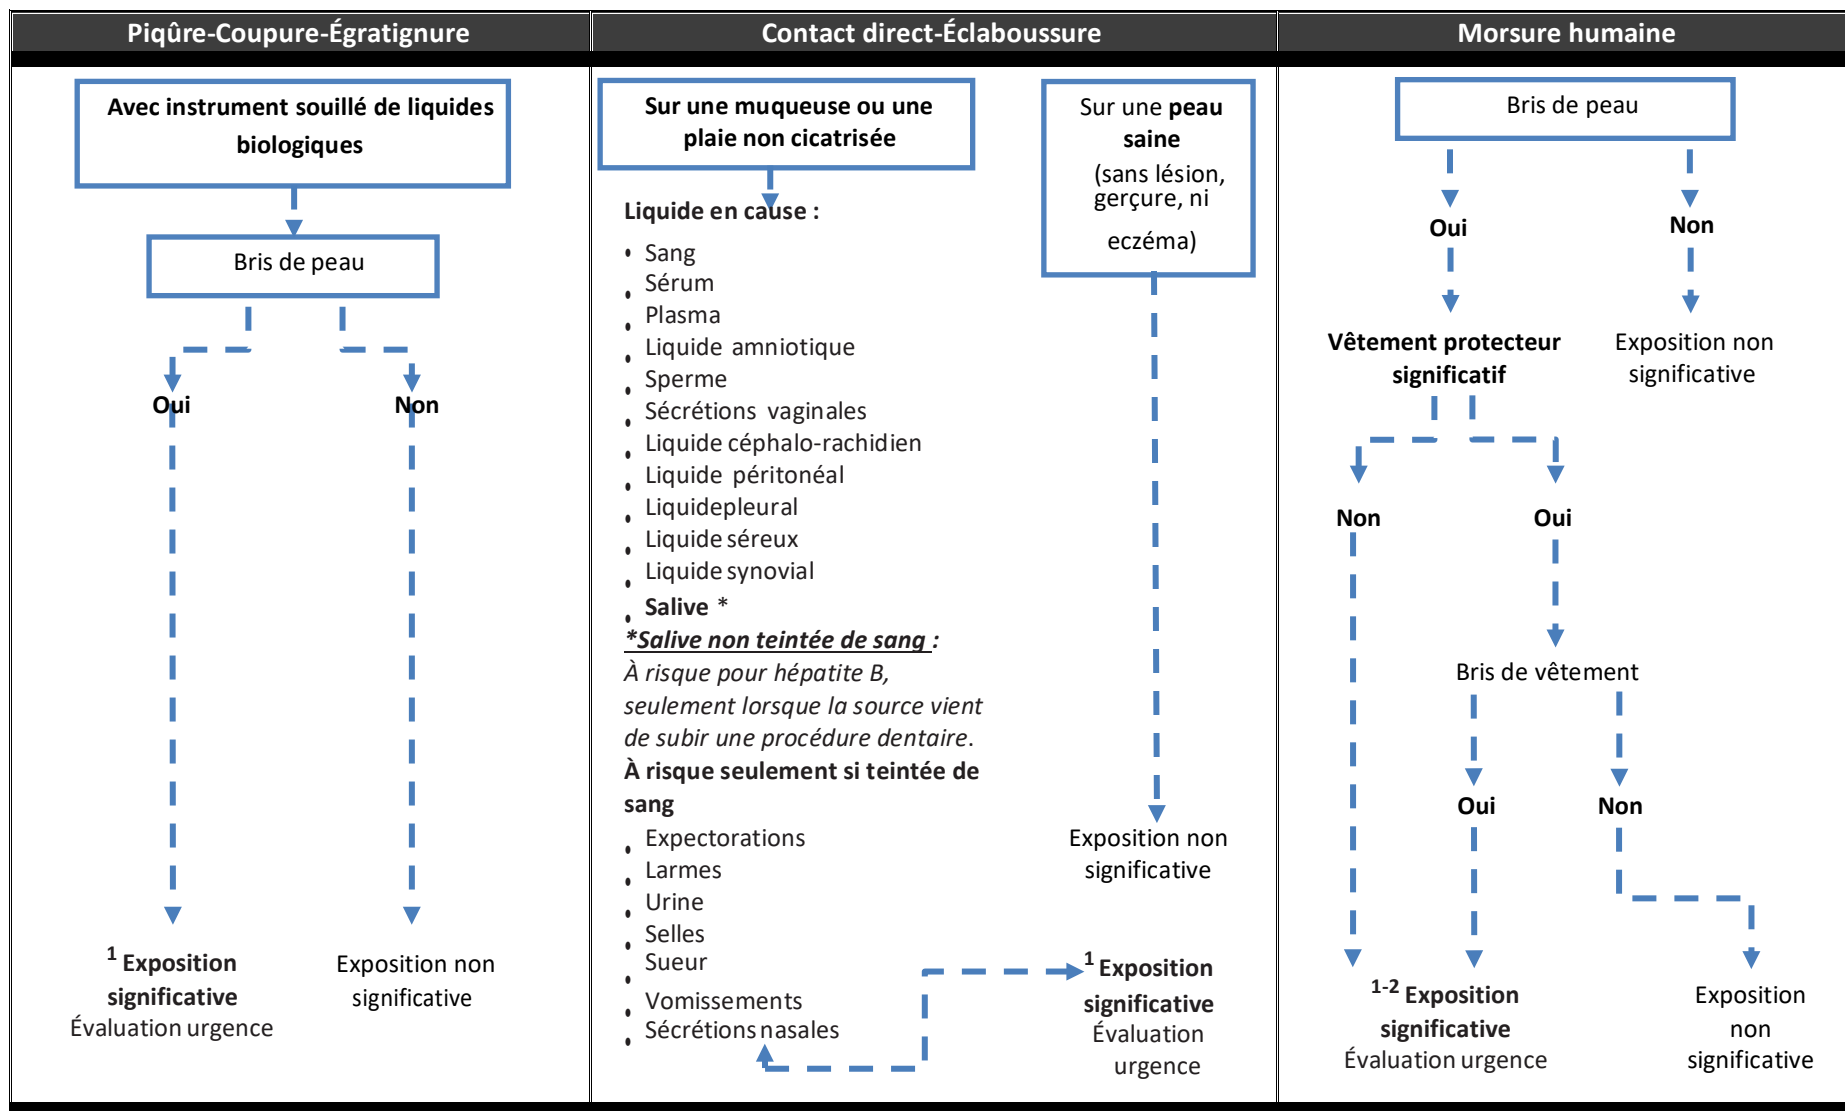 Piqûre-Coupure-Égratignure
Avec instrument souillé de liquides
biologiques
Bris de peau
Oui
Non
1 Exposition
significative
Évaluation urgence
Exposition non
significative
Contact direct-Éclaboussure
Sur une muqueuse ou une
plaie non cicatrisée
Liquide en cause :
• Sang
• Sérum
• Plasma
• Liquide amniotique
• Sperme
• Sécrétions vaginales
• Liquide céphalo-rachidien
• Liquide péritonéal
• Liquidepleural
• Liquide séreux
• Liquide synovial
• Salive *
*Salive non teintée de sang :
À risque pour hépatite B,
seulement lorsque la source vient
de subir une procédure dentaire.
À risque seulement si teintée de
sang
• Expectorations
• Larmes
• Urine
• Selles
• Sueur
• Vomissements
• Sécrétions nasales
Sur une peau
saine
(sans lésion,
gerçure, ni
eczéma)
Exposition non
significative
1 Exposition
significative
Évaluation
urgence
Morsure humaine
Bris de peau
Oui
Non
Vêtement protecteur
significatif
Exposition non
significative
Non
Oui
Bris de vêtement
Oui
Non
1-2 Exposition
significative
Évaluation urgence
Exposition
non
significative